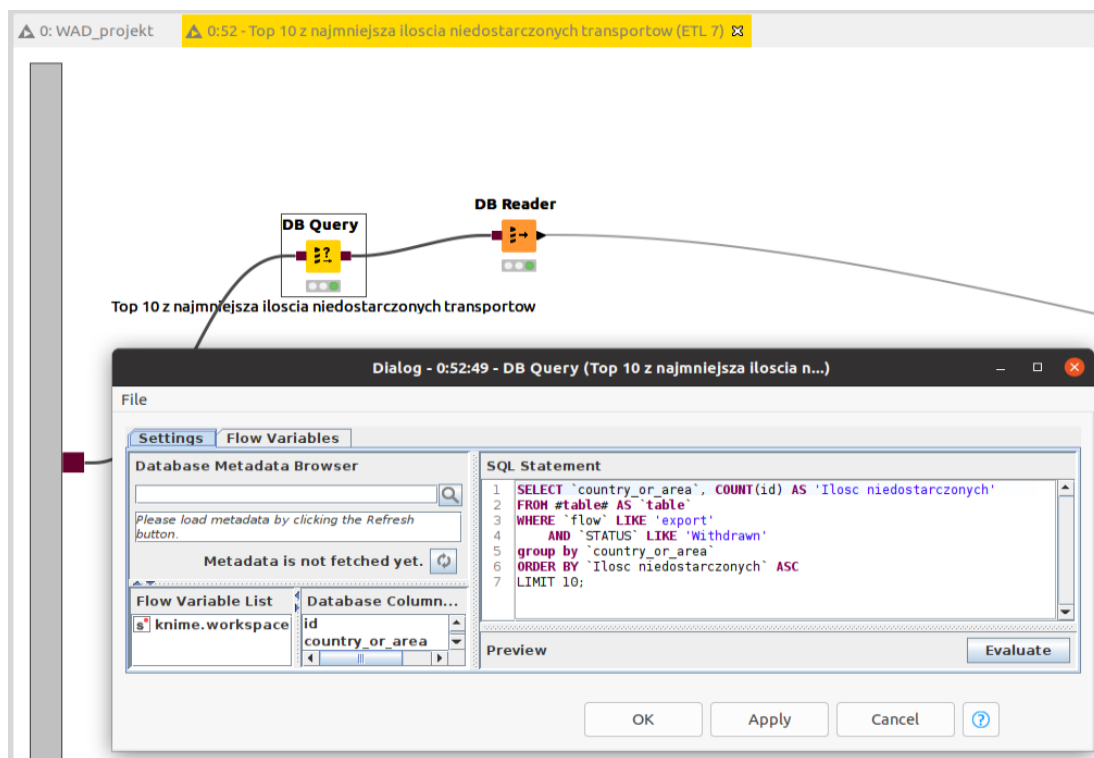 0: WAD_projekt
0:52 - Top 10 z najmniejsza iloscia niedostarczonych transportow (ETL 7)
DB Reader
DB Query
Top 10 z najmniejsza iloscia niedostarczonych transportow
Dialog - 0:52:49 - DB Query (Top 10 z najmniejsza iloscia n...)
File
Settings
Flow Variables
Database Metadata Browser
Please load metadata by clicking the Refresh
button.
Metadata is not fetched yet.
Flow Variable List
s knime.workspace
Database Column...
id
country_or_area
SQL Statement
1 SELECT `country_or_area`, COUNT(id) AS 'Ilosc niedostarczonych'
2 FROM #table# AS `table`
3 WHERE `flow` LIKE 'export'
4 AND `STATUS` LIKE 'Withdrawn'
5 group by `country_or_area`
6 ORDER BY `Ilosc niedostarczonych` ASC
7 LIMIT 10;
Preview
Evaluate
OK
Apply
Cancel
?